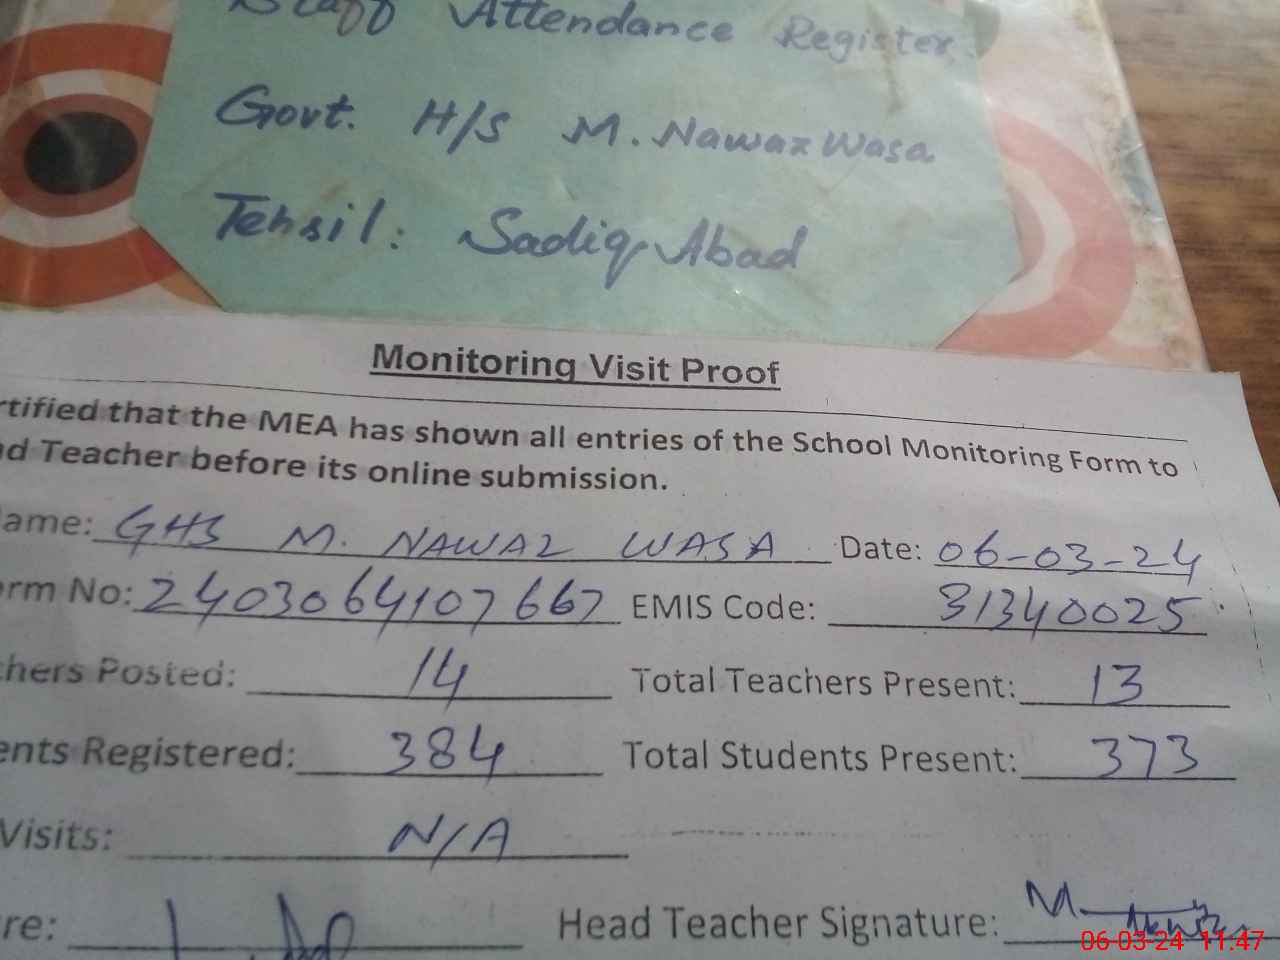 Staff Attendance Register
Govt. H/S M. Nawaz Wasa
Tehsil: Sadiq Abad
Monitoring Visit Proof
rtified that the MEA has shown all entries of the School Monitoring Form to
d Teacher before its online submission.
ame: GHS M. NAWAZ WASA Date: 06-03-24
rm No: 2403064107667 EMIS Code: 31340025
chers Posted: 14 Total Teachers Present: 13
ents Registered: 384 Total Students Present: 373
Visits: N/A
re: Head Teacher Signature:
06-03-24 11:47